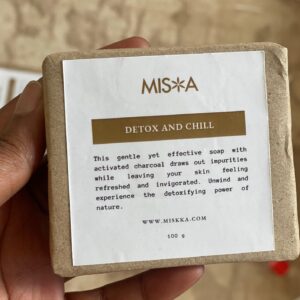 MIS*A
DETOX AND CHILL
This gentle yet effective soap with
activated charcoal draws out impurities
while leaving your skin feeling
refreshed and invigorated. Unwind and
experience the detoxifying power of
nature.
WWW.MISKKA.COM
100 g